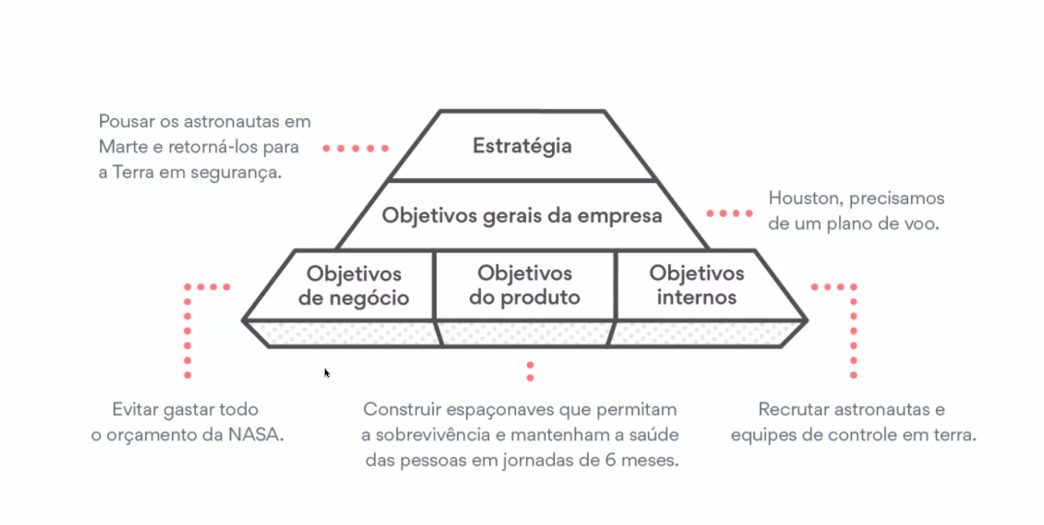 Pousar os astronautas em
Marte e retorná-los para
a Terra em segurança.
Estratégia
Objetivos gerais da empresa
Houston, precisamos
de um plano de voo.
Objetivos
de negócio
Objetivos
do produto
Objetivos
internos
Evitar gastar todo
o orçamento da NASA.
Construir espaçonaves que permitam
a sobrevivência e mantenham a saúde
das pessoas em jornadas de 6 meses.
Recrutar astronautas e
equipes de controle em terra.